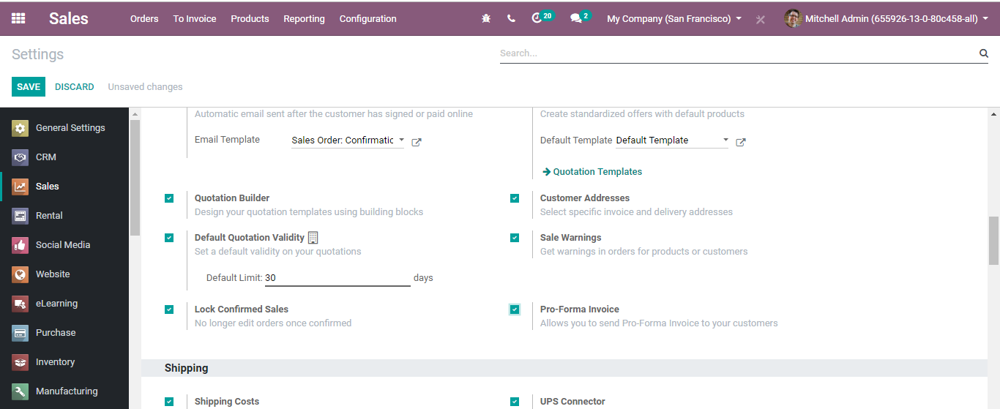 Sales
Orders
To Invoice
Products
Reporting
Configuration
20
2
My Company (San Francisco)
Mitchell Admin (655926-13-0-80c458-all)
Settings
Search...
SAVE
DISCARD
Unsaved changes
General Settings
CRM
Sales
Rental
Social Media
Website
eLearning
Purchase
Inventory
Manufacturing
Automatic email sent after the customer has signed or paid online
Email Template
Sales Order: Confirmatic
Create standardized offers with default products
Default Template
Default Template
Quotation Templates
Quotation Builder
Design your quotation templates using building blocks
Customer Addresses
Select specific invoice and delivery addresses
Default Quotation Validity
Set a default validity on your quotations
Default Limit: 30 days
Sale Warnings
Get warnings in orders for products or customers
Lock Confirmed Sales
No longer edit orders once confirmed
Pro-Forma Invoice
Allows you to send Pro-Forma Invoice to your customers
Shipping
Shipping Costs
UPS Connector